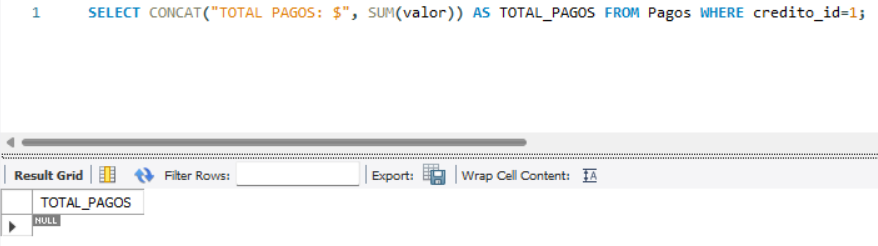 1 SELECT CONCAT("TOTAL PAGOS: $", SUM(valor)) AS TOTAL_PAGOS FROM Pagos WHERE credito_id=1;
Result Grid Filter Rows: Export: Wrap Cell Content: IA
TOTAL_PAGOS
NULL